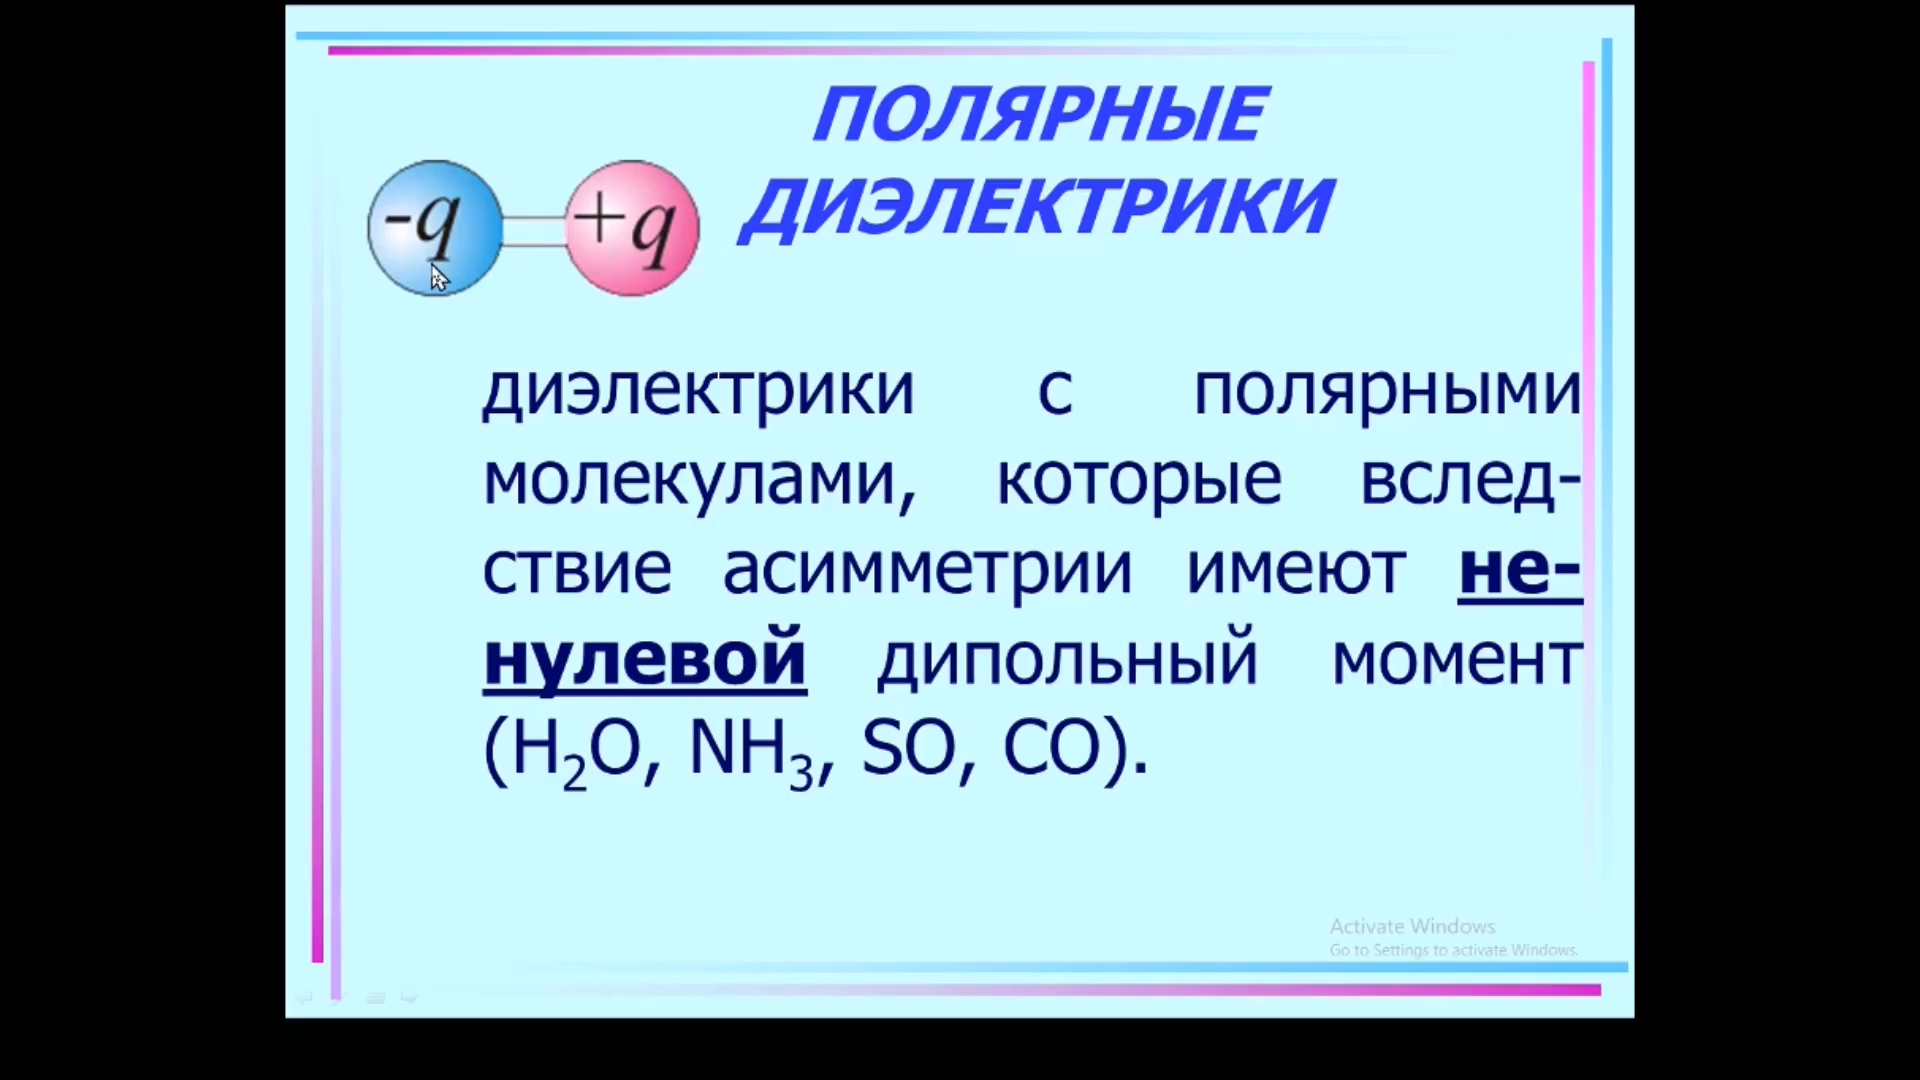 ПОЛЯРНЫЕ
ДИЭЛЕКТРИКИ
-q +q
диэлектрики с полярными
молекулами, которые вслед-
ствие асимметрии имеют не-
нулевой дипольный момент
(H₂O, NH₃, SO, CO).
Activate Windows
Go to Settings to activate Windows.